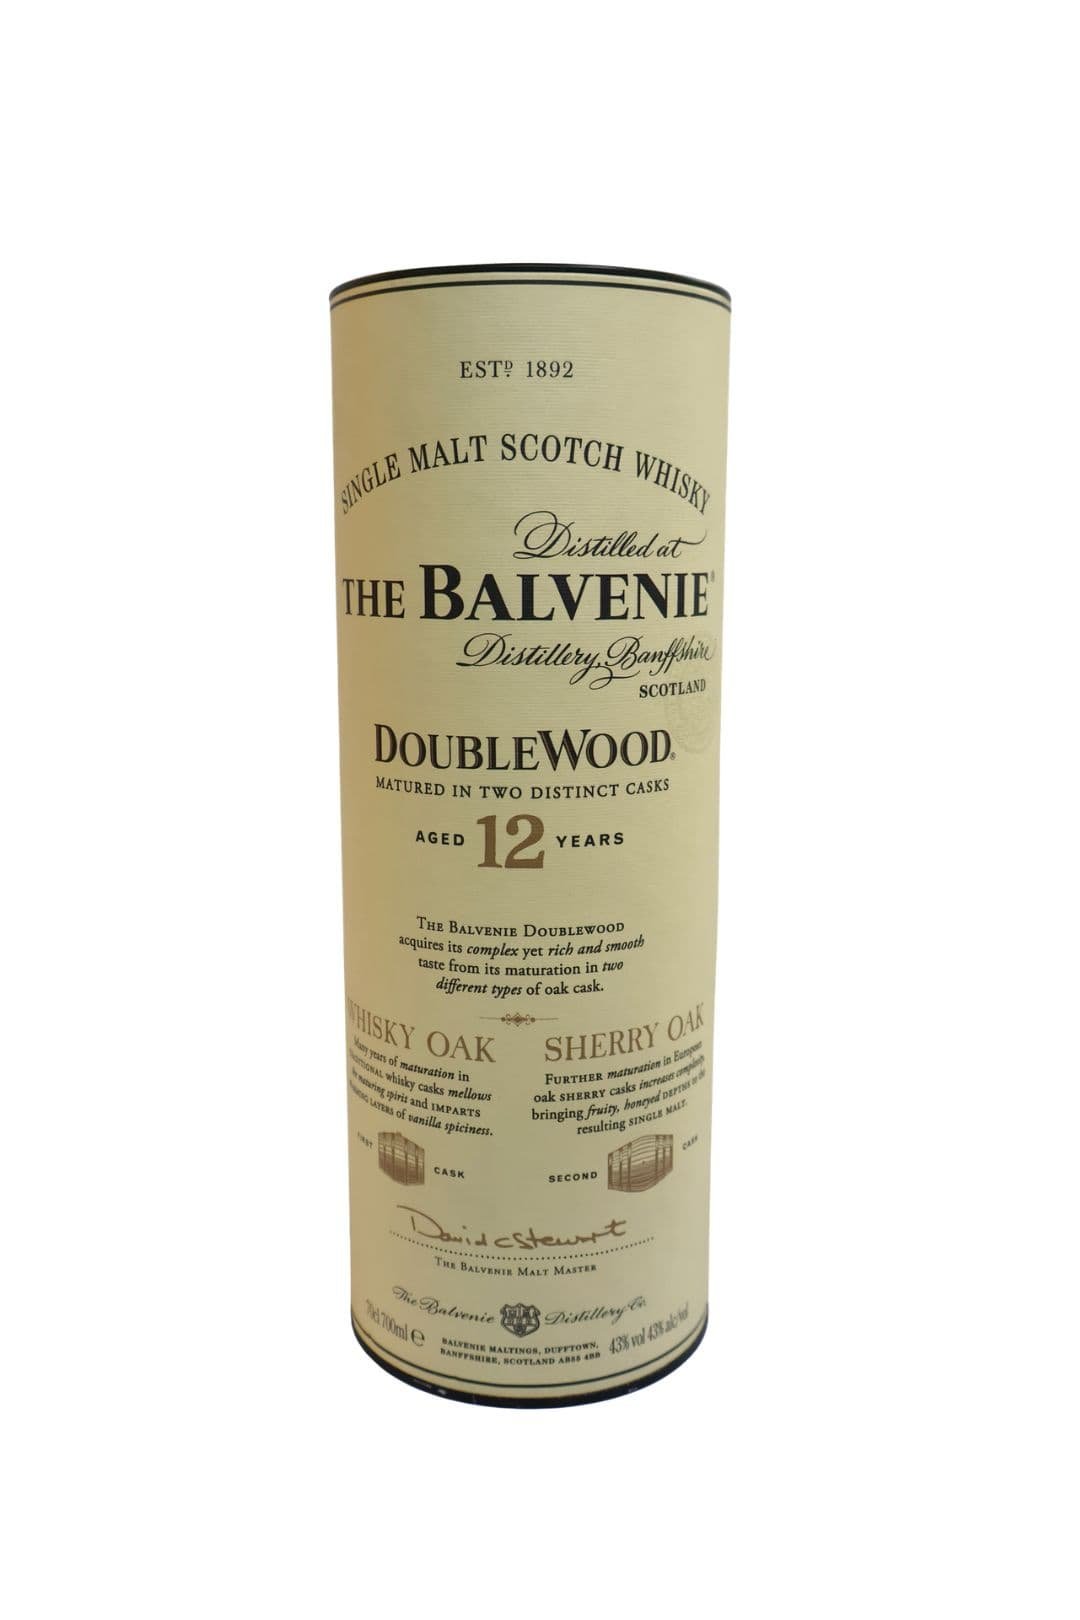 ESTD 1892
SINGLE MALT SCOTCH WHISKY
Distilled at
THE BALVENIE®
Distillery, Banffshire
SCOTLAND
DOUBLEWOOD®
MATURED IN TWO DISTINCT CASKS
AGED 12 YEARS
THE BALVENIE DOUBLEWOOD
acquires its complex yet rich and smooth
taste from its maturation in two
different types of oak cask.
WHISKY OAK
Many years of maturation in
TRADITIONAL whisky casks mellows
the maturing spirit and IMPARTS
LAYERS of vanilla spiciness.
FIRST CASK
SHERRY OAK
FURTHER maturation in European
oak SHERRY casks increases complexity
bringing fruity, honeyed DEPTHS to the
resulting SINGLE MALT.
SECOND CASK
David C Stewart
THE BALVENIE MALT MASTER
The Balvenie Distillery Co.
70cl 700ml e
BALVENIE MALTINGS, DUFFTOWN,
BANFFSHIRE, SCOTLAND AB55 4BB
43% vol 43% alc/vol